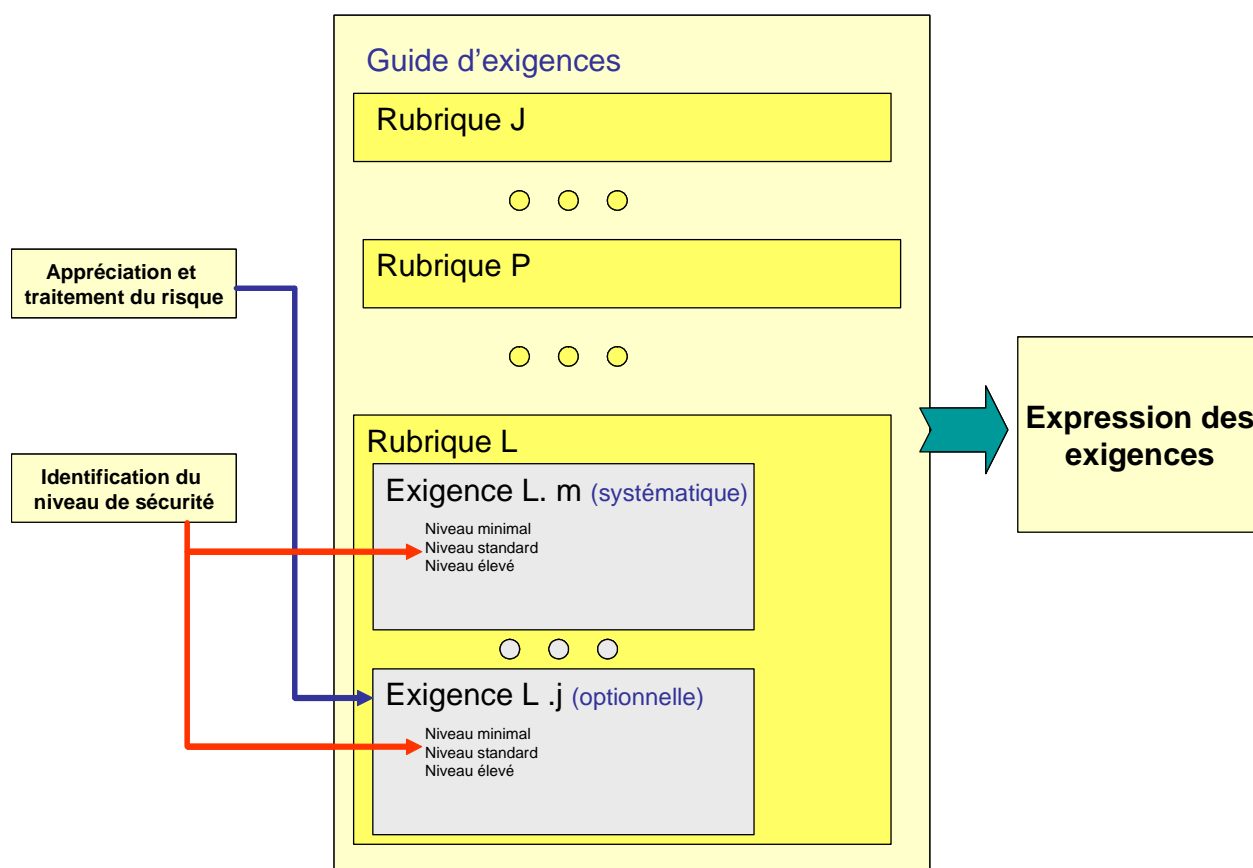 Guide d’exigences
Rubrique J
Rubrique P
Appréciation et
traitement du risque
Identification du
niveau de sécurité
Rubrique L
Exigence L. m (systématique)
Niveau minimal
Niveau standard
Niveau élevé
Exigence L .j (optionnelle)
Niveau minimal
Niveau standard
Niveau élevé
Expression des
exigences